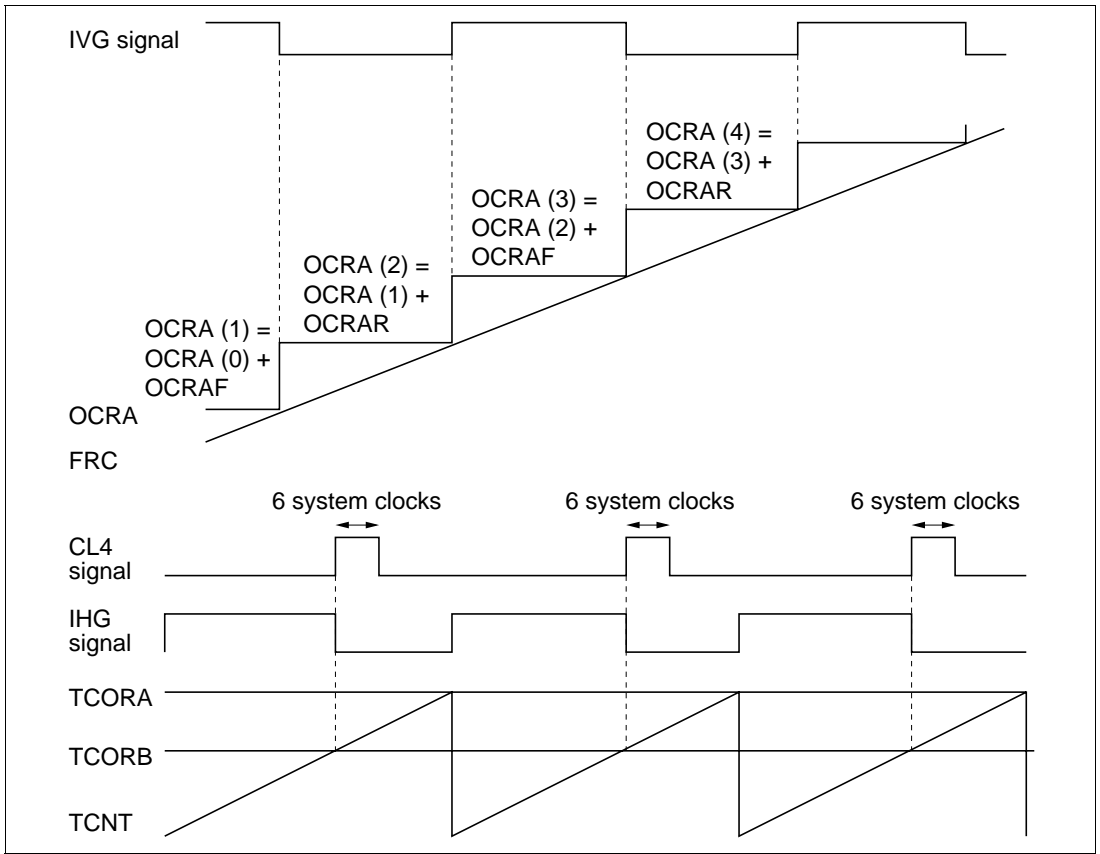 IVG signal
OCRA (4) =
OCRA (3) +
OCRAR
OCRA (3) =
OCRA (2) +
OCRAF
OCRA (2) =
OCRA (1) +
OCRAR
OCRA (1) =
OCRA (0) +
OCRAF
OCRA
FRC
6 system clocks 6 system clocks 6 system clocks
CL4
signal
IHG
signal
TCORA
TCORB
TCNT